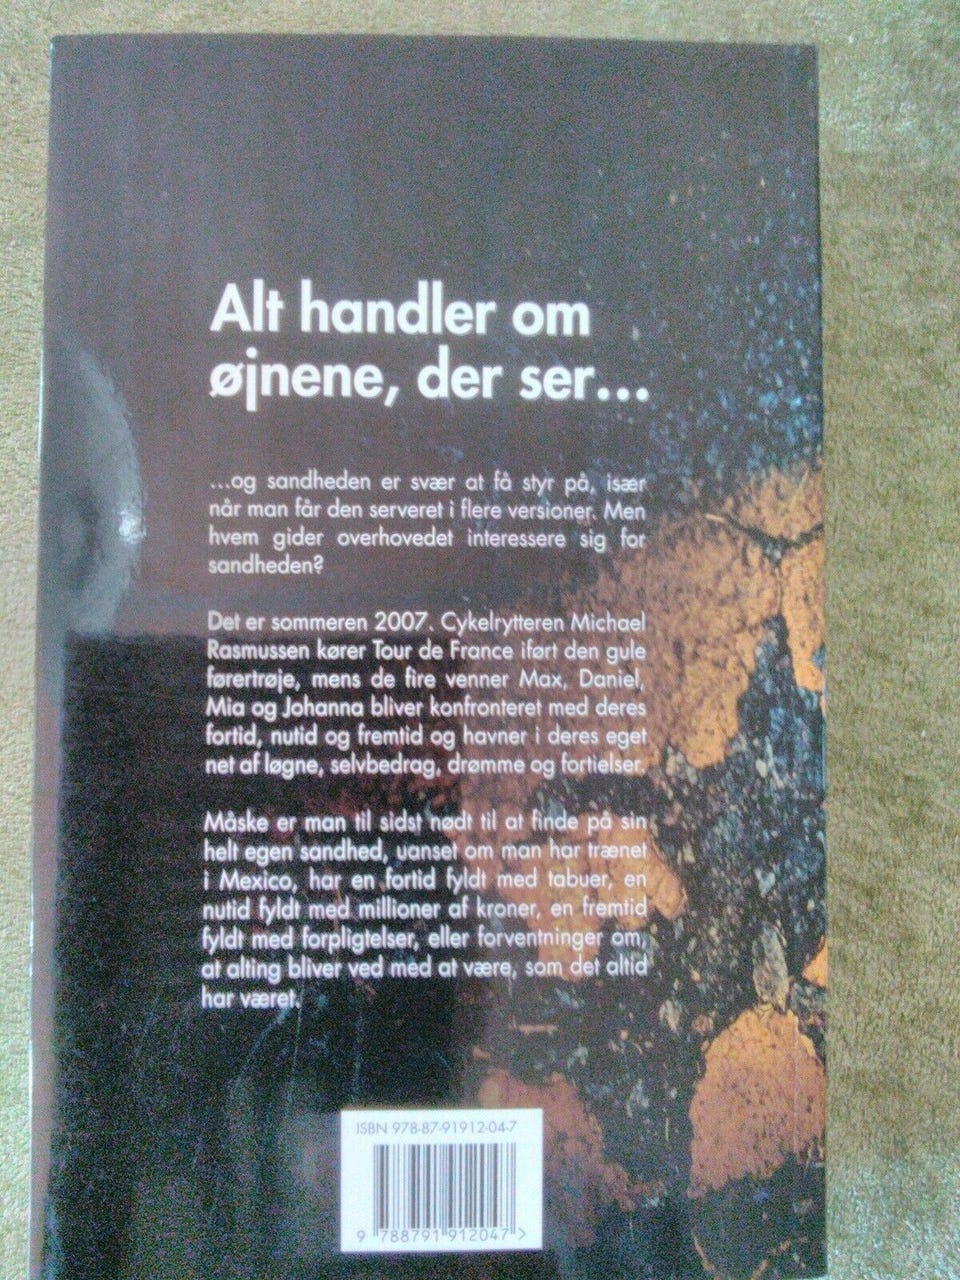 Alt handler om
øjnene, der ser...
...og sandheden er svær at få styr på, især
når man får den serveret i flere versioner. Men
hvem gider overhovedet interessere sig for
sandheden?
Det er sommeren 2007. Cykelrytteren Michael
Rasmussen kører Tour de France iført den gule
førertrøje, mens de fire venner Max, Daniel,
Mia og Johanna bliver konfronteret med deres
fortid, nutid og fremtid og havner i deres eget
net af løgne, selvbedrag, drømme og fortielser.
Måske er man til sidst nødt til at finde på sin
helt egen sandhed, uanset om man har trænet
i Mexico, har en fortid fyldt med tabuer, en
nutid fyldt med millioner af kroner, en fremtid
fyldt med forpligtelser, eller forventninger om,
at alting bliver ved med at være, som det altid
har været.
ISBN 978-87-91912-04-7
9 788791 912047 >